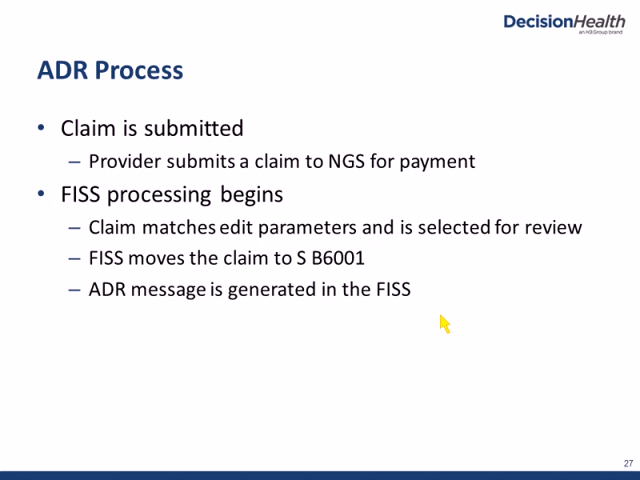 DecisionHealth
an H3.Group brand
ADR Process
• Claim is submitted
– Provider submits a claim to NGS for payment
• FISS processing begins
– Claim matches edit parameters and is selected for review
– FISS moves the claim to S B6001
– ADR message is generated in the FISS
27